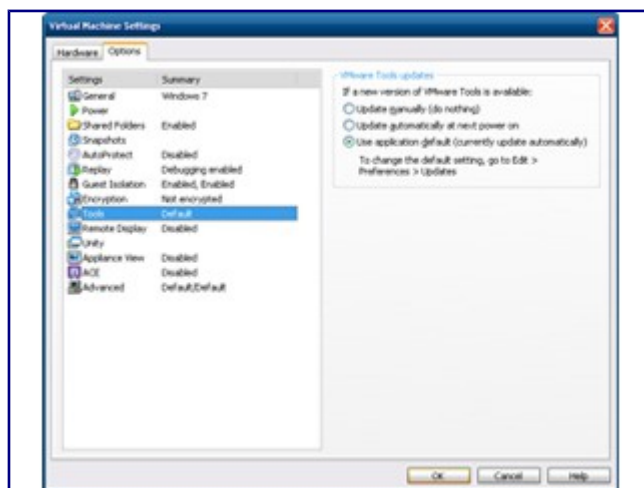 Virtual Machine Settings
Hardware Options
Settings Summary
General Windows 7
Power
Shared Folders Enabled
Snapshots
AutoProtect Disabled
Replay Debugging enabled
Guest Isolation Enabled, Enabled
Encryption Not encrypted
Tools Default
Remote Display Disabled
Unity
Appliance View Disabled
ACE Disabled
Advanced Default/Default
VMware Tools updates
If a new version of VMware Tools is available:
Update manually (do nothing)
Update automatically at next power on
Use application default (currently update automatically)
To change the default setting, go to Edit >
Preferences > Updates
OK Cancel Help